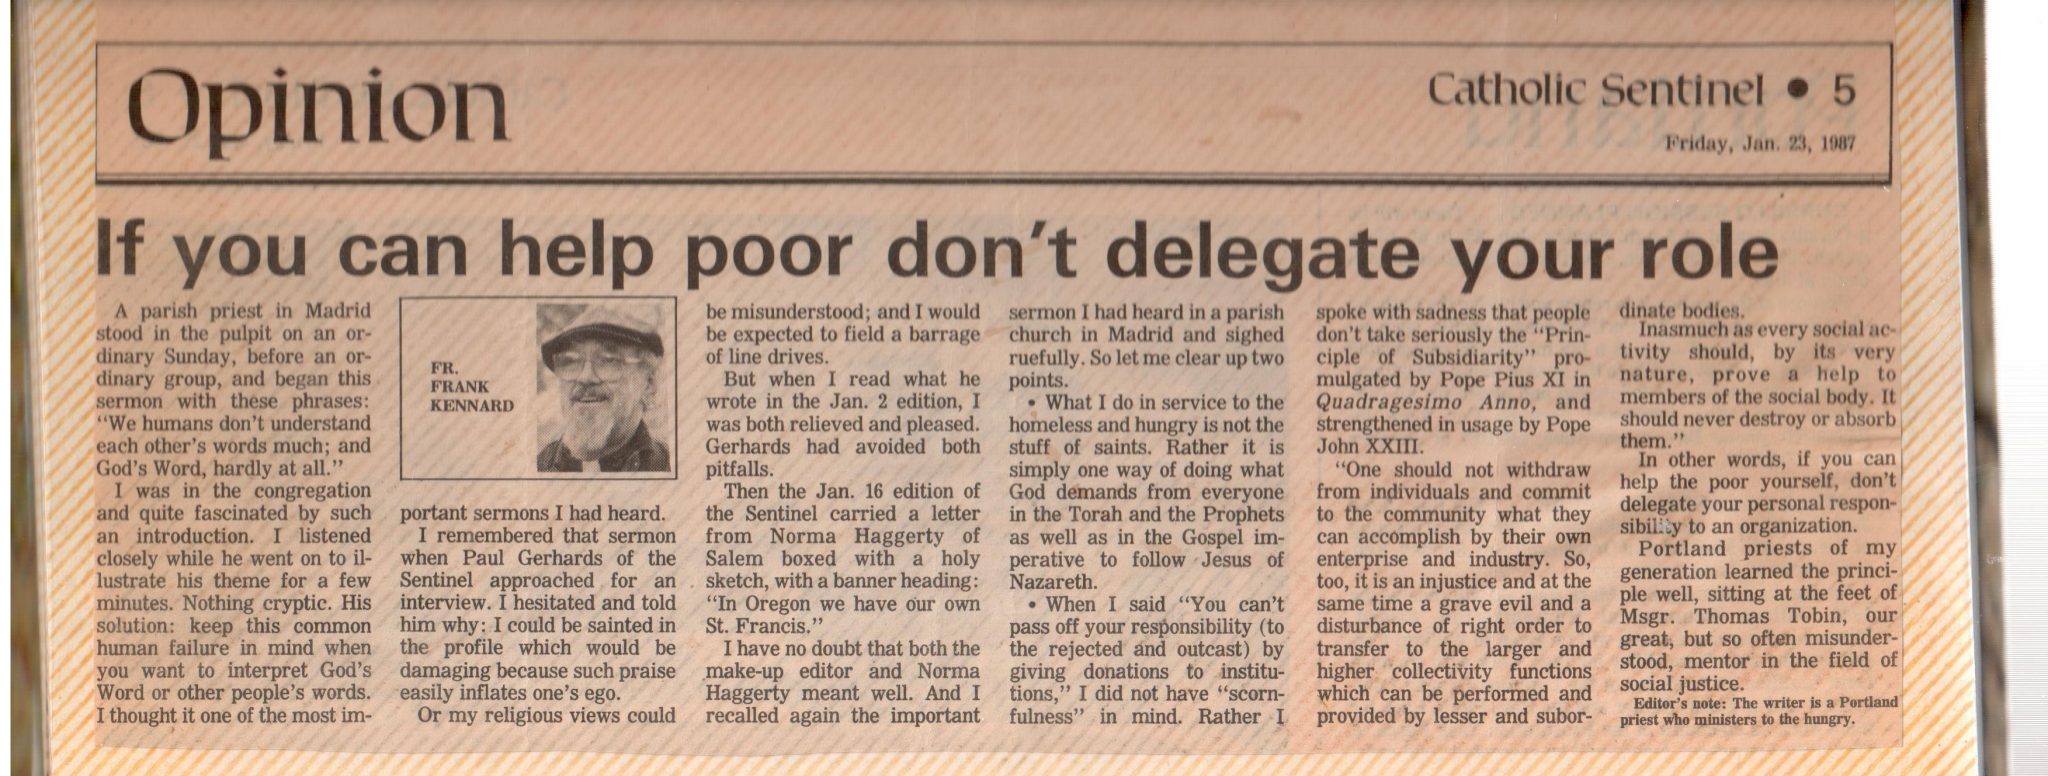 Opinion
Catholic Sentinel • 5
Friday, Jan. 23, 1987
If you can help poor don't delegate your role
A parish priest in Madrid
stood in the pulpit on an or-
dinary Sunday, before an or-
dinary group, and began this
sermon with these phrases:
"We humans don't understand
each other's words much; and
God's Word, hardly at all."
I was in the congregation
and quite fascinated by such
an introduction. I listened
closely while he went on to il-
lustrate his theme for a few
minutes. Nothing cryptic. His
solution: keep this common
human failure in mind when
you want to interpret God's
Word or other people's words.
I thought it one of the most im-
FR.
FRANK
KENNARD
portant sermons I had heard.
I remembered that sermon
when Paul Gerhards of the
Sentinel approached for an
interview. I hesitated and told
him why: I could be sainted in
the profile which would be
damaging because such praise
easily inflates one's ego.
Or my religious views could
be misunderstood; and I would
be expected to field a barrage
of line drives.
But when I read what he
wrote in the Jan. 2 edition, I
was both relieved and pleased.
Gerhards had avoided both
pitfalls.
Then the Jan. 16 edition of
the Sentinel carried a letter
from Norma Haggerty of
Salem boxed with a holy
sketch, with a banner heading:
"In Oregon we have our own
St. Francis."
I have no doubt that both the
make-up editor and Norma
Haggerty meant well. And I
recalled again the important
sermon I had heard in a parish
church in Madrid and sighed
ruefully. So let me clear up two
points.
• What I do in service to the
homeless and hungry is not the
stuff of saints. Rather it is
simply one way of doing what
God demands from everyone
in the Torah and the Prophets
as well as in the Gospel im-
perative to follow Jesus of
Nazareth.
• When I said "You can't
pass off your responsibility (to
the rejected and outcast) by
giving donations to institu-
tions," I did not have "scorn-
fulness" in mind. Rather I
spoke with sadness that people
don't take seriously the "Prin-
ciple of Subsidiarity" pro-
mulgated by Pope Pius XI in
Quadragesimo Anno, and
strengthened in usage by Pope
John XXIII.
"One should not withdraw
from individuals and commit
to the community what they
can accomplish by their own
enterprise and industry. So,
too, it is an injustice and at the
same time a grave evil and a
disturbance of right order to
transfer to the larger and
higher collectivity functions
which can be performed and
provided by lesser and subor-
dinate bodies.
Inasmuch as every social ac-
tivity should, by its very
nature, prove a help to
members of the social body. It
should never destroy or absorb
them."
In other words, if you can
help the poor yourself, don't
delegate your personal respon-
sibility to an organization.
Portland priests of my
generation learned the princi-
ple well, sitting at the feet of
Msgr. Thomas Tobin, our
great, but so often misunder-
stood, mentor in the field of
social justice.
Editor's note: The writer is a Portland
priest who ministers to the hungry.